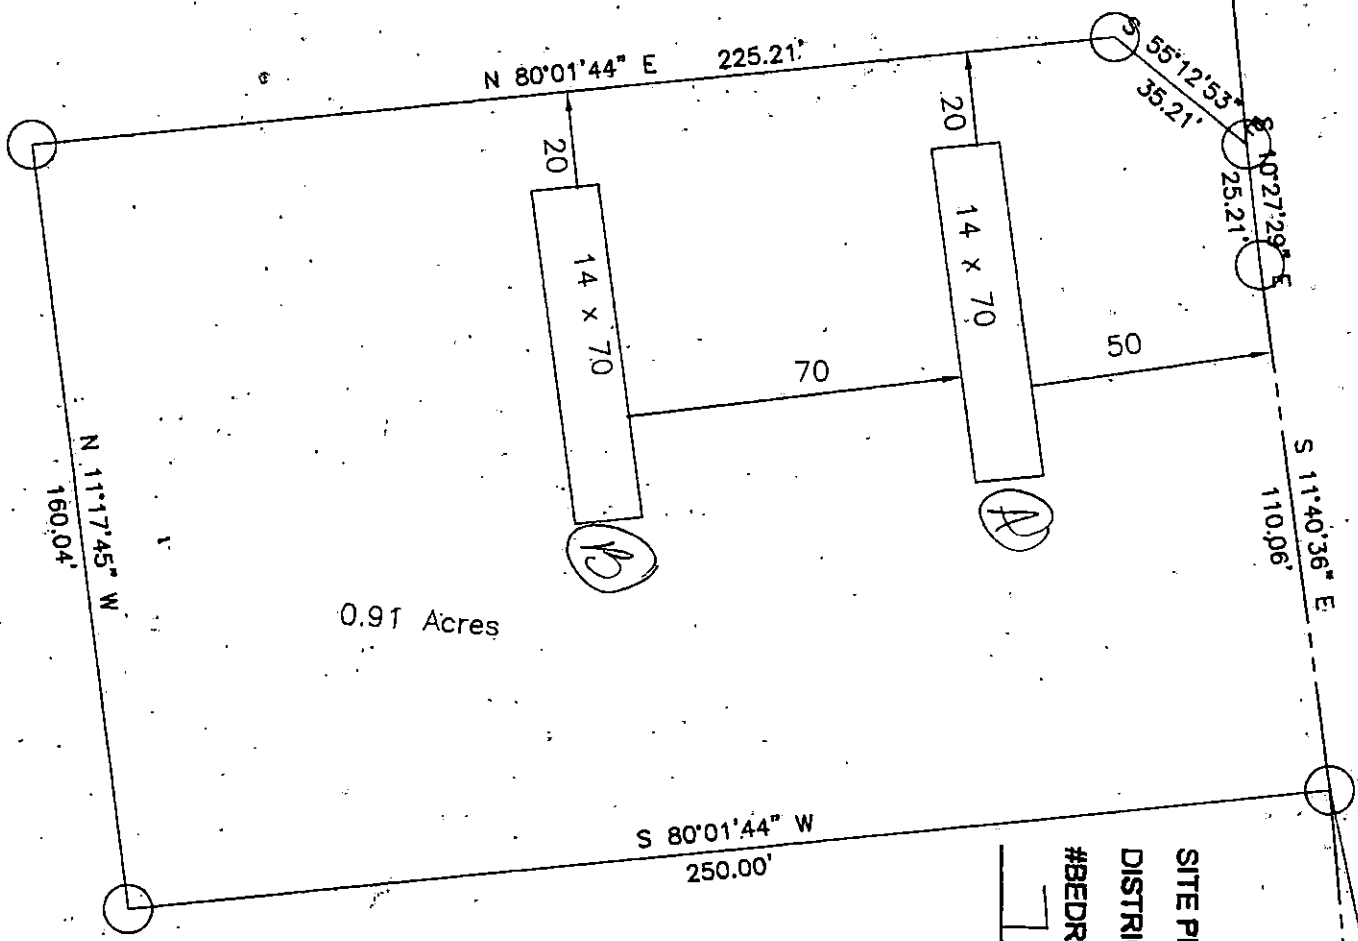 N 80°01'44" E 225.21'
S 55°12'53" E
35.21'
S 10°27'29" E
25.21'
20
20
14 x 70
14 x 70
70
50
S 11°40'36" E
110.06'
N 11°17'45" W
160.04'
A
B
0.91 Acres
S 80°01'44" W
250.00'
SITE
DISTRI
#BEDR